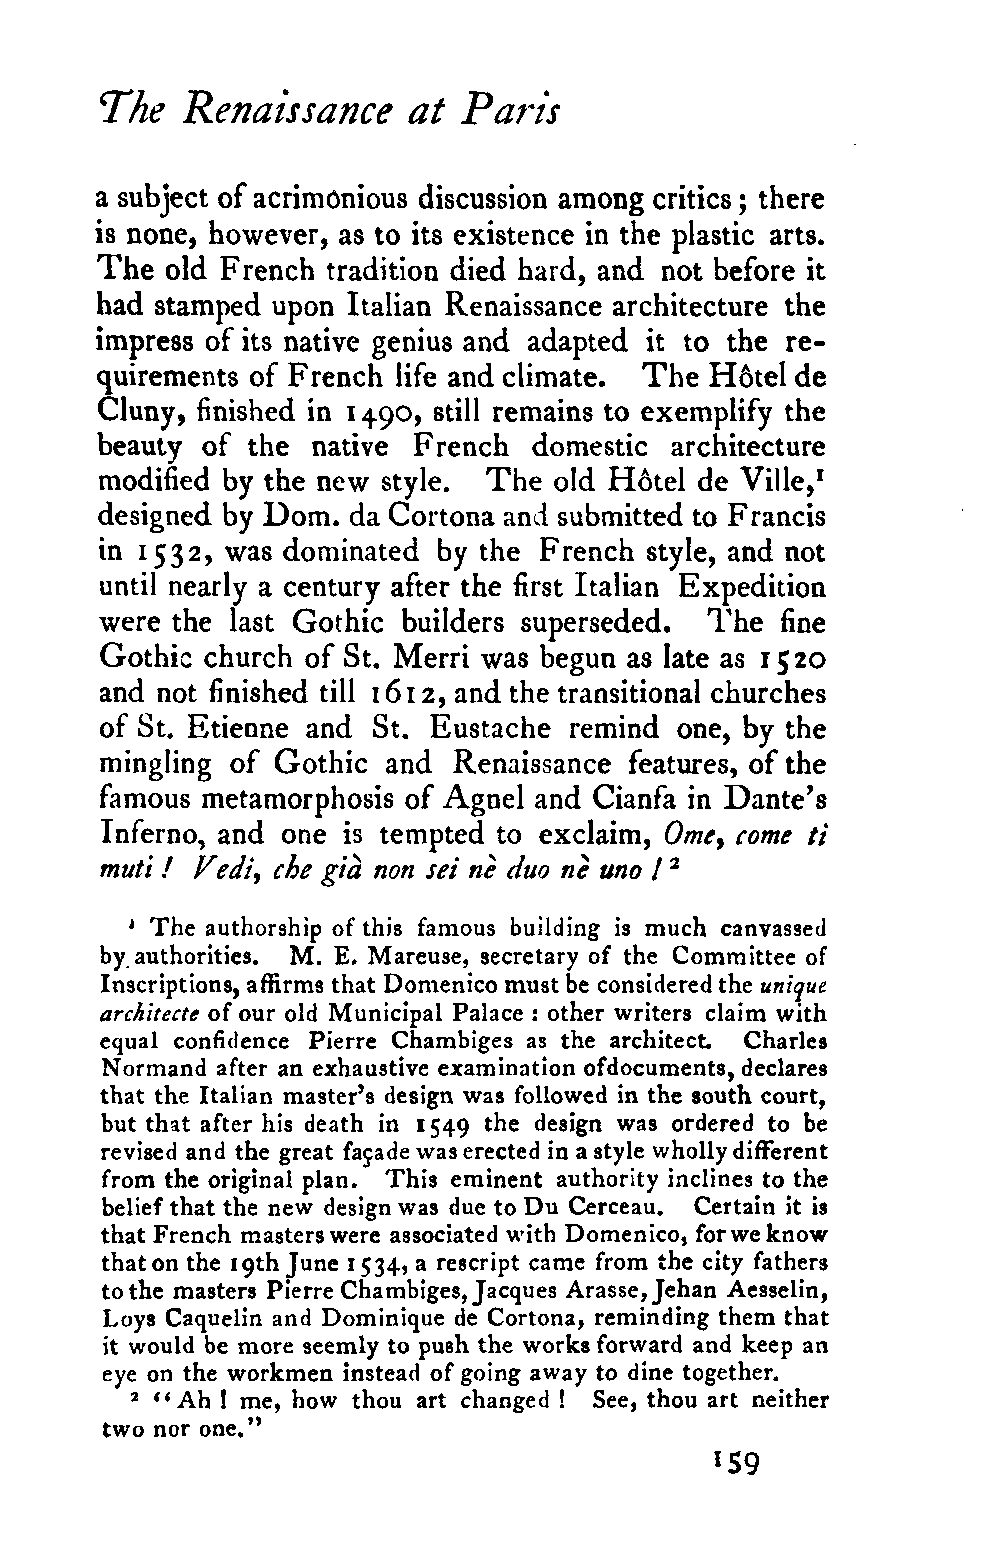 The Renaissance at Paris
a subject of acrimonious discussion among critics; there
is none, however, as to its existence in the plastic arts.
The old French tradition died hard, and not before it
had stamped upon Italian Renaissance architecture the
impress of its native genius and adapted it to the re-
quirements of French life and climate. The Hôtel de
Cluny, finished in 1490, still remains to exemplify the
beauty of the native French domestic architecture
modified by the new style. The old Hôtel de Ville,¹
designed by Dom. da Cortona and submitted to Francis
in 1532, was dominated by the French style, and not
until nearly a century after the first Italian Expedition
were the last Gothic builders superseded. The fine
Gothic church of St. Merri was begun as late as 1520
and not finished till 1612, and the transitional churches
of St. Etienne and St. Eustache remind one, by the
mingling of Gothic and Renaissance features, of the
famous metamorphosis of Agnel and Cianfa in Dante's
Inferno, and one is tempted to exclaim, Ome, come ti
muti! Vedi, che già non sei nè duo nè uno!²
¹ The authorship of this famous building is much canvassed
by authorities. M. E. Mareuse, secretary of the Committee of
Inscriptions, affirms that Domenico must be considered the unique
architecte of our old Municipal Palace: other writers claim with
equal confidence Pierre Chambiges as the architect. Charles
Normand after an exhaustive examination of documents, declares
that the Italian master's design was followed in the south court,
but that after his death in 1549 the design was ordered to be
revised and the great façade was erected in a style wholly different
from the original plan. This eminent authority inclines to the
belief that the new design was due to Du Cerceau. Certain it is
that French masters were associated with Domenico, for we know
that on the 19th June 1534, a rescript came from the city fathers
to the masters Pierre Chambiges, Jacques Arasse, Jehan Aesselin,
Loys Caquelin and Dominique de Cortona, reminding them that
it would be more seemly to push the works forward and keep an
eye on the workmen instead of going away to dine together.
² "Ah! me, how thou art changed! See, thou art neither
two nor one."
159